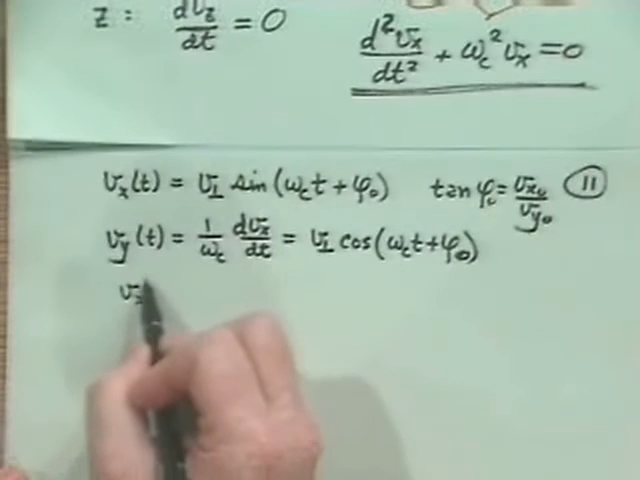 z : dv_z/dt = 0
d²v_x/dt² + ω_c² v_x = 0
v_x(t) = v_⊥ sin(ω_c t + φ_0) tan φ_0 = v_x0/v_y0 (11)
v_y(t) = 1/ω_c dv_x/dt = v_⊥ cos(ω_c t + φ_0)
v_z